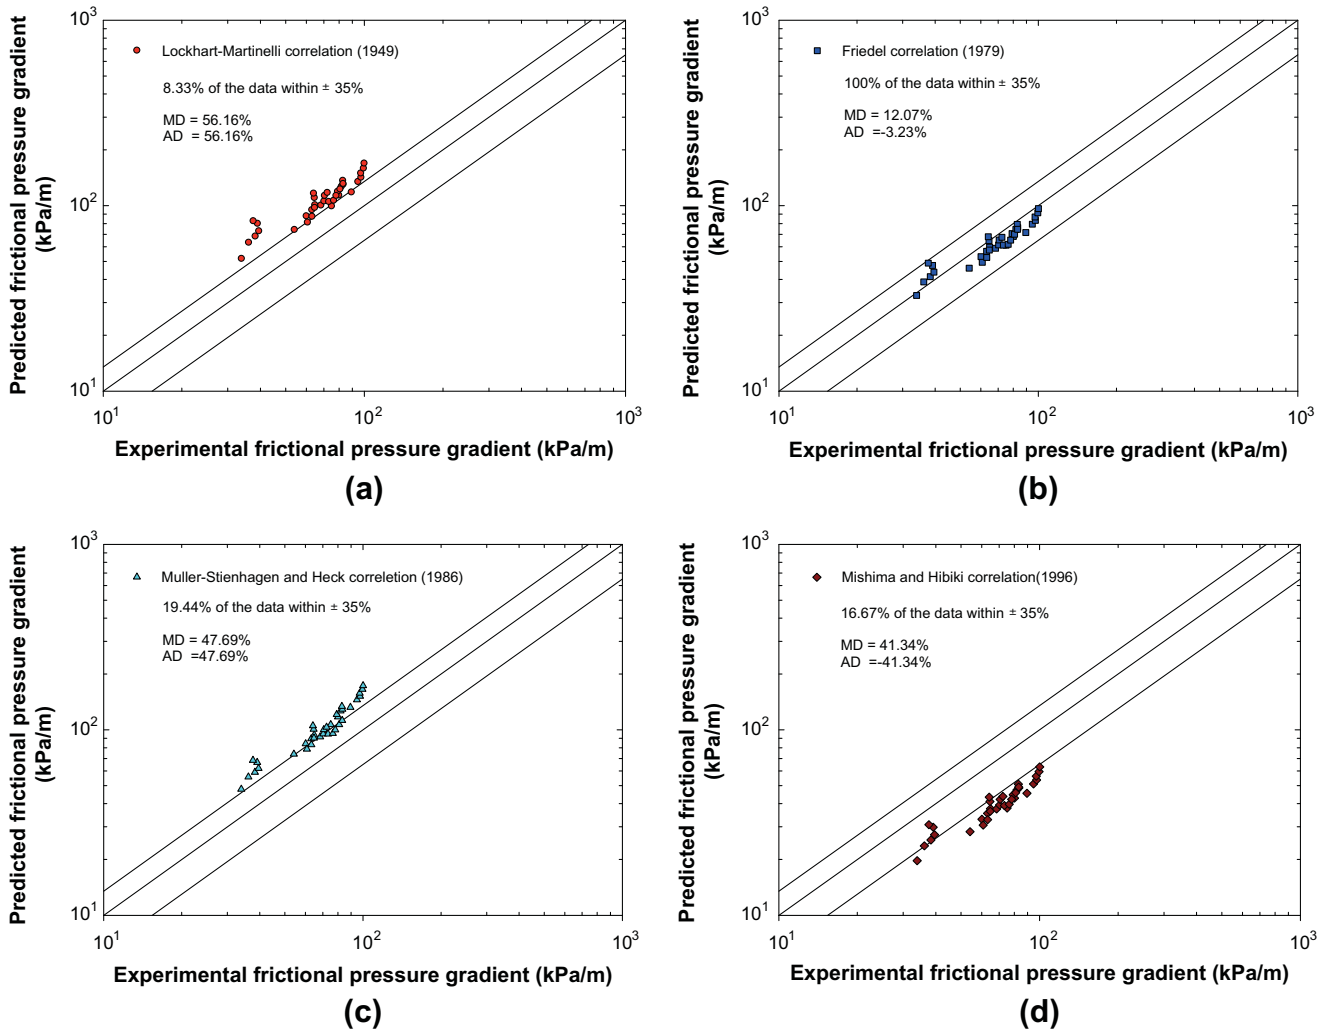 10³
Lockhart-Martinelli correlation (1949)
8.33% of the data within ± 35%
MD = 56.16%
AD = 56.16%
10²
10¹
10¹ 10² 10³
Predicted frictional pressure gradient
(kPa/m)
Experimental frictional pressure gradient (kPa/m)
(a)
10³
Friedel correlation (1979)
100% of the data within ± 35%
MD = 12.07%
AD =-3.23%
10²
10¹
10¹ 10² 10³
Predicted frictional pressure gradient
(kPa/m)
Experimental frictional pressure gradient (kPa/m)
(b)
10³
Muller-Stienhagen and Heck correletion (1986)
19.44% of the data within ± 35%
MD = 47.69%
AD =47.69%
10²
10¹
10¹ 10² 10³
Predicted frictional pressure gradient
(kPa/m)
Experimental frictional pressure gradient (kPa/m)
(c)
10³
Mishima and Hibiki correlation(1996)
16.67% of the data within ± 35%
MD = 41.34%
AD =-41.34%
10²
10¹
10¹ 10² 10³
Predicted frictional pressure gradient
(kPa/m)
Experimental frictional pressure gradient (kPa/m)
(d)